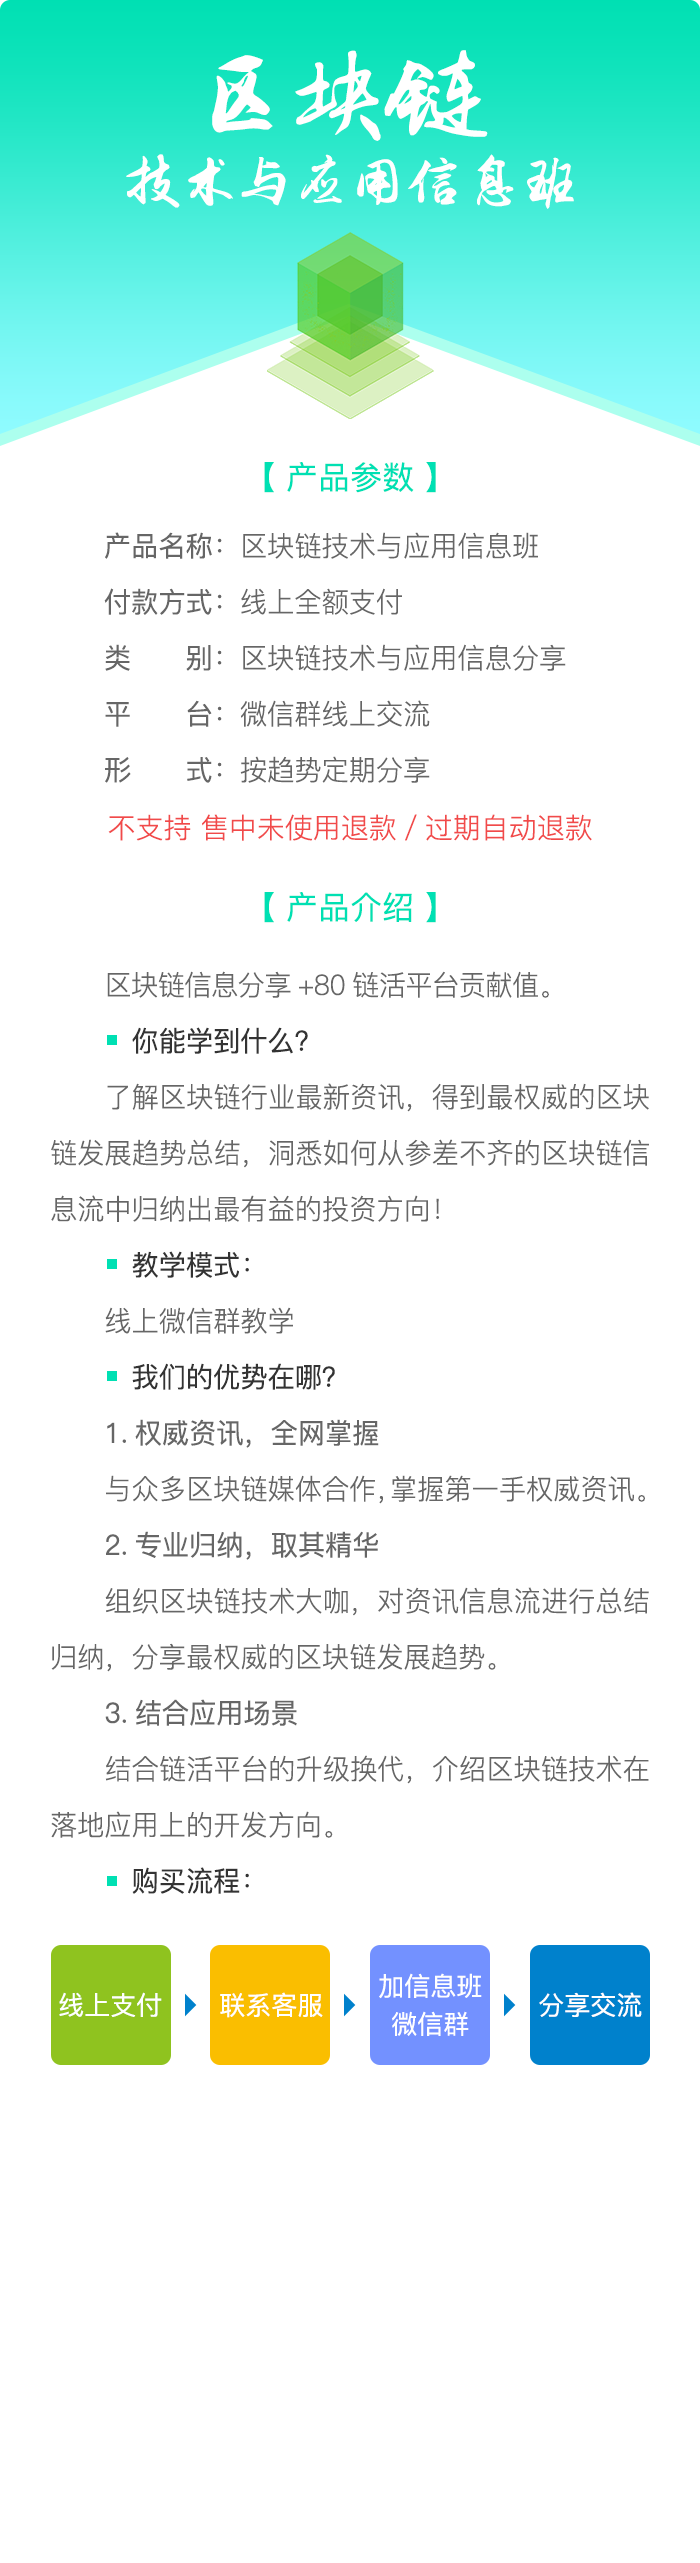 区块链
技术与应用信息班
【 产品参数 】
产品名称：区块链技术与应用信息班
付款方式：线上全额支付
类　　别：区块链技术与应用信息分享
平　　台：微信群线上交流
形　　式：按趋势定期分享
不支持 售中未使用退款 / 过期自动退款
【 产品介绍 】
区块链信息分享 +80 链活平台贡献值。
你能学到什么？
了解区块链行业最新资讯，得到最权威的区块
链发展趋势总结，洞悉如何从参差不齐的区块链信
息流中归纳出最有益的投资方向！
教学模式：
线上微信群教学
我们的优势在哪？
1. 权威资讯，全网掌握
与众多区块链媒体合作,掌握第一手权威资讯。
2. 专业归纳，取其精华
组织区块链技术大咖，对资讯信息流进行总结
归纳，分享最权威的区块链发展趋势。
3. 结合应用场景
结合链活平台的升级换代，介绍区块链技术在
落地应用上的开发方向。
购买流程：
线上支付
联系客服
加信息班
微信群
分享交流